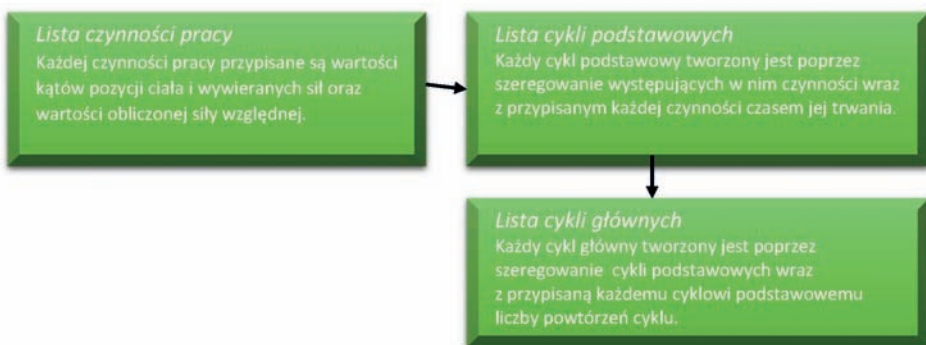 Lista czynności pracy
Każdej czynności pracy przypisane są wartości
kątów pozycji ciała i wywieranych sił oraz
wartości obliczonej siły względnej.
Lista cykli podstawowych
Każdy cykl podstawowy tworzony jest poprzez
szeregowanie występujących w nim czynności wraz
z przypisanym każdej czynności czasem jej trwania.
Lista cykli głównych
Każdy cykl główny tworzony jest poprzez
szeregowanie cykli podstawowych wraz
z przypisaną każdemu cyklowi podstawowemu
liczby powtórzeń cyklu.